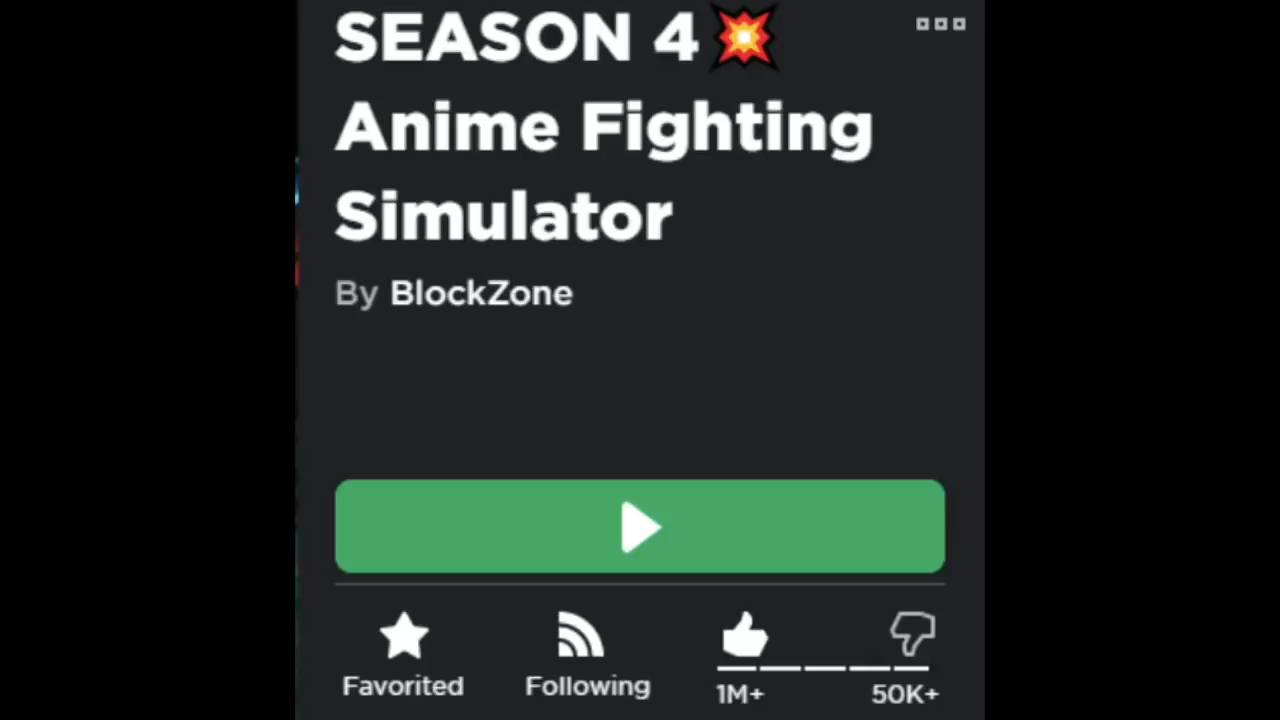 SEASON 4💥
Anime Fighting
Simulator
By BlockZone
Favorited Following 1M+ 50K+